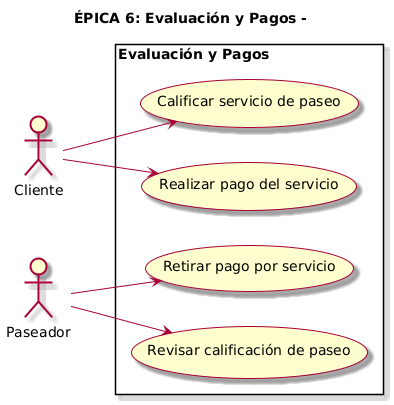 ÉPICA 6: Evaluación y Pagos -
Evaluación y Pagos
Calificar servicio de paseo
Realizar pago del servicio
Cliente
Retirar pago por servicio
Paseador
Revisar calificación de paseo